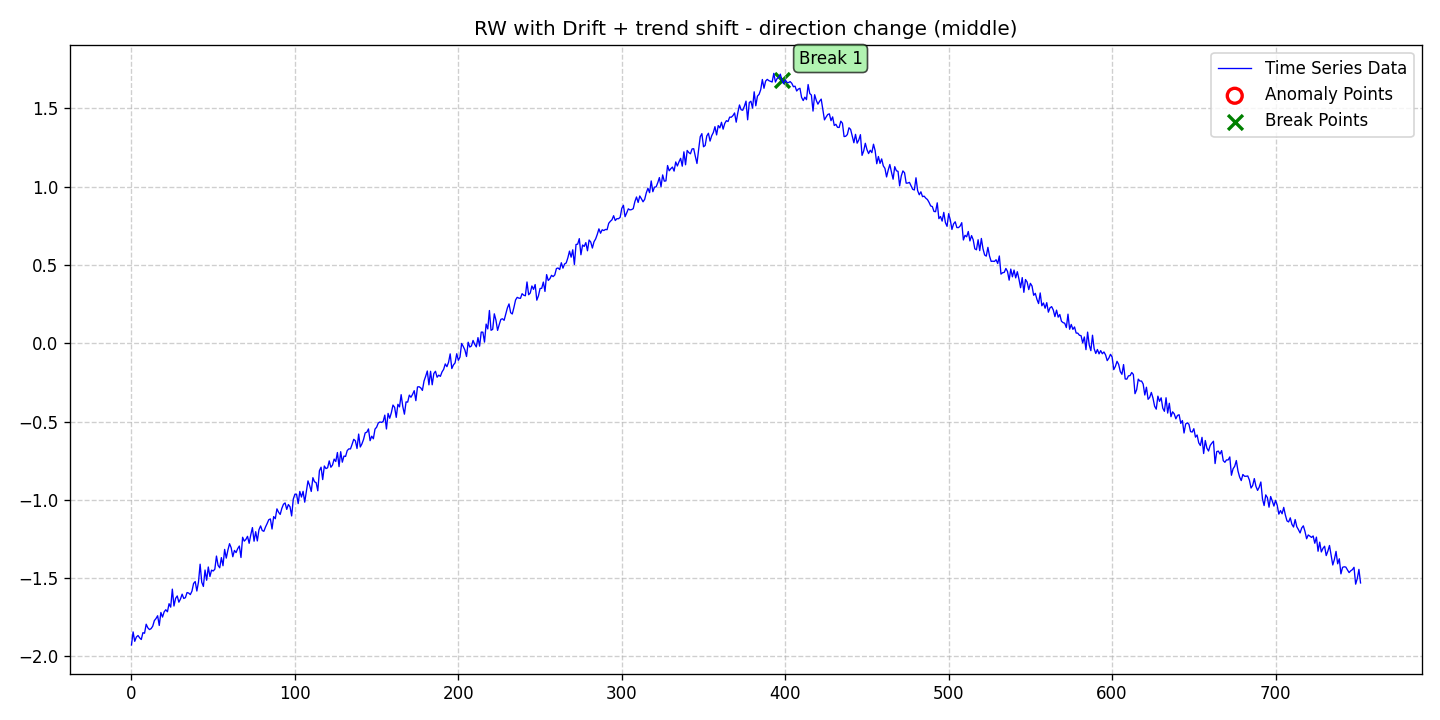 RW with Drift + trend shift - direction change (middle)
Break 1
Time Series Data
Anomaly Points
Break Points
1.5
1.0
0.5
0.0
−0.5
−1.0
−1.5
−2.0
0 100 200 300 400 500 600 700